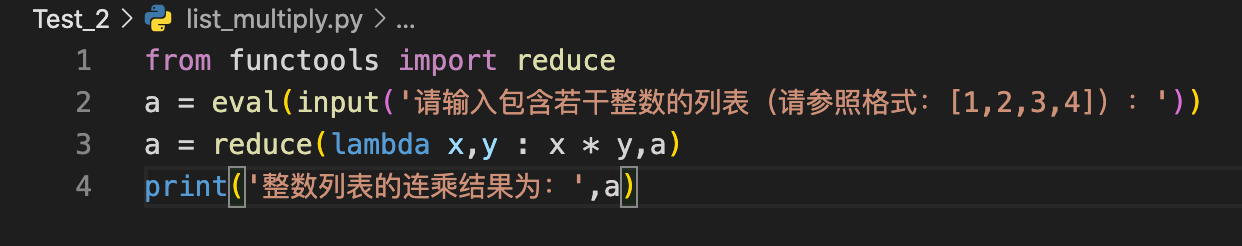 Test_2 > list_multiply.py > ...
1 from functools import reduce
2 a = eval(input('请输入包含若干整数的列表（请参照格式：[1,2,3,4]）：'))
3 a = reduce(lambda x,y : x * y,a)
4 print('整数列表的连乘结果为：',a)